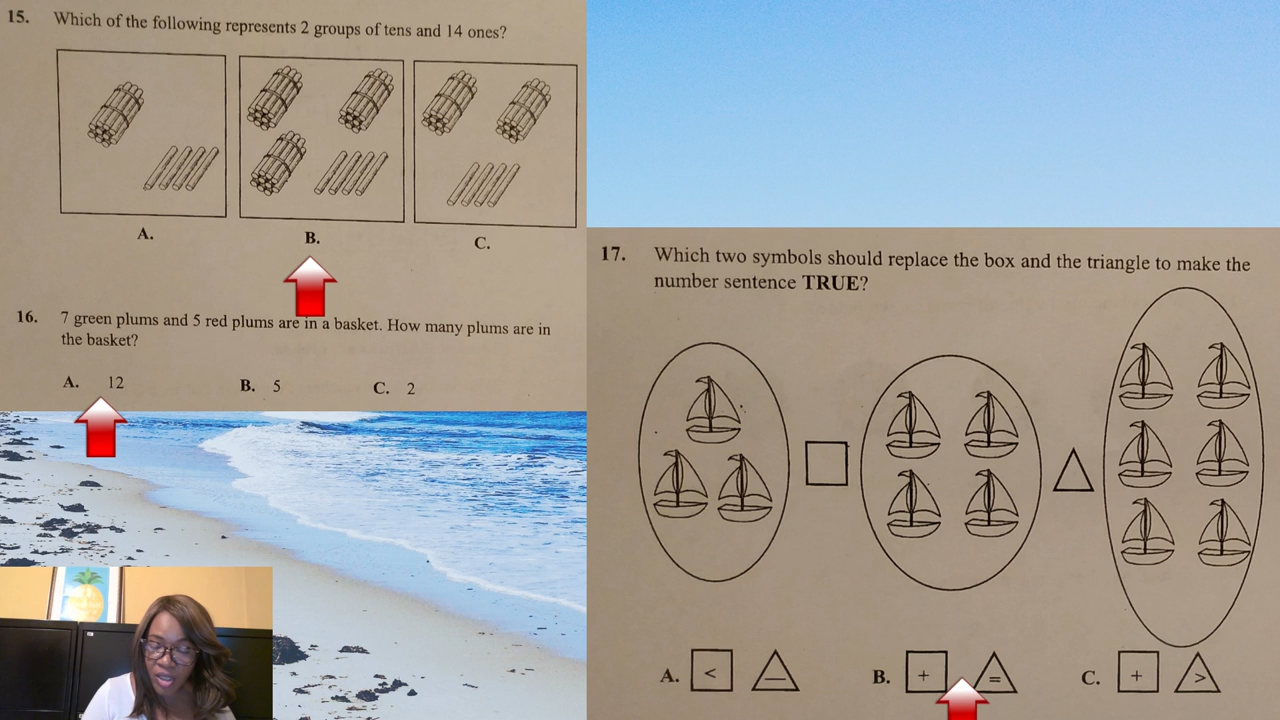 15. Which of the following represents 2 groups of tens and 14 ones?
A. B. C.
16. 7 green plums and 5 red plums are in a basket. How many plums are in
the basket?
A. 12 B. 5 C. 2
17. Which two symbols should replace the box and the triangle to make the
number sentence TRUE?
A. < — B. + = C. + >